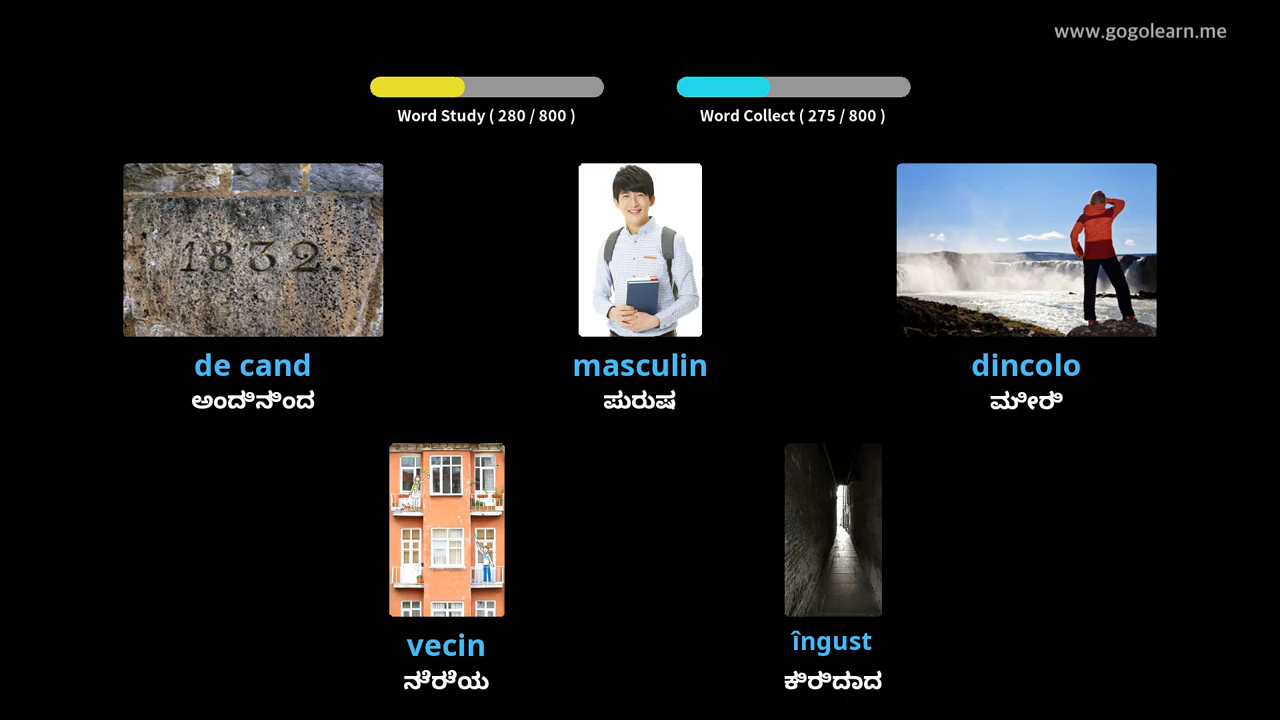 www.gogolearn.me
Word Study ( 280 / 800 )
Word Collect ( 275 / 800 )
1832.
de cand
ಅಂದಿನಿಂದ
masculin
ಪುರುಷ
dincolo
ಮೀರಿ
vecin
ನೆರೆಯ
îngust
ಕಿರಿದಾದ